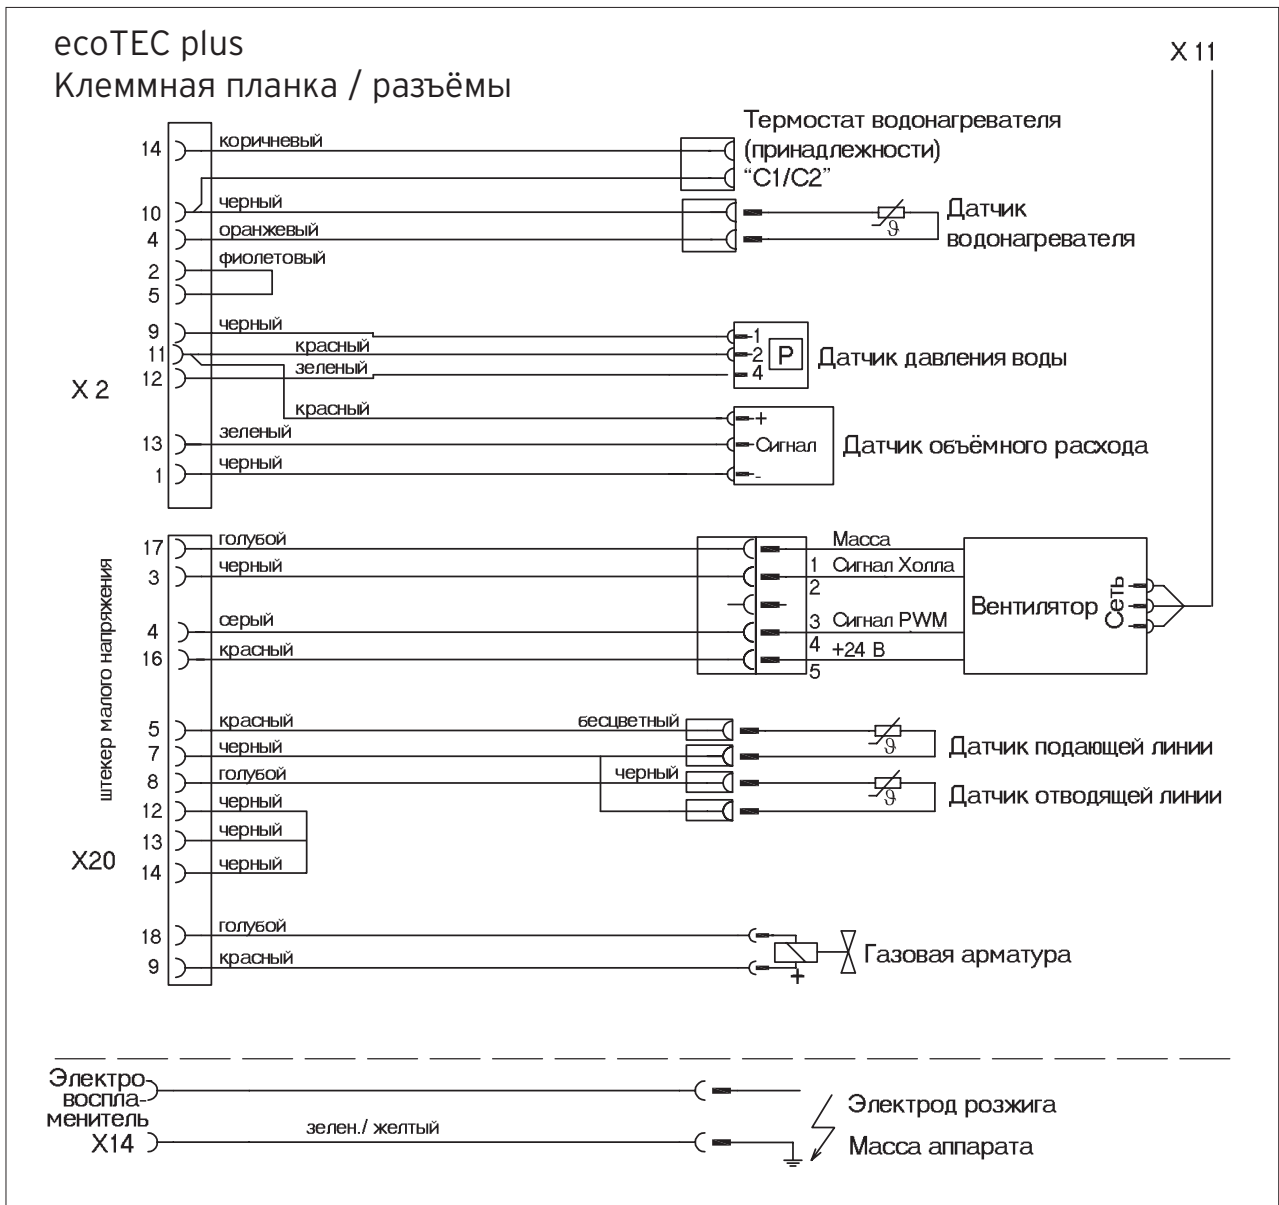 ecoTEC plus
Клеммная планка / разъёмы
X 11
14 коричневый
Термостат водонагревателя
(принадлежности)
“C1/C2”
10 черный
Датчик
водонагревателя
4 оранжевый
ϑ
2 фиолетовый
5
9 черный
1
11 красный
2
P
Датчик давления воды
12 зеленый
4
X 2
красный
+
13 зеленый
Сигнал
Датчик объёмного расхода
1 черный
-
штекер малого напряжения
17 голубой
Масса
3 черный
1 Сигнал Холла
2
Вентилятор
Сеть
4 серый
3 Сигнал PWM
16 красный
4 +24 В
5
5 красный
бесцветный
ϑ
Датчик подающей линии
7 черный
8 голубой
черный
ϑ
Датчик отводящей линии
12 черный
13 черный
X20
14 черный
18 голубой
Газовая арматура
9 красный
+
Электро-
воспла-
менитель
X14
зелен./ желтый
Электрод розжига
Масса аппарата